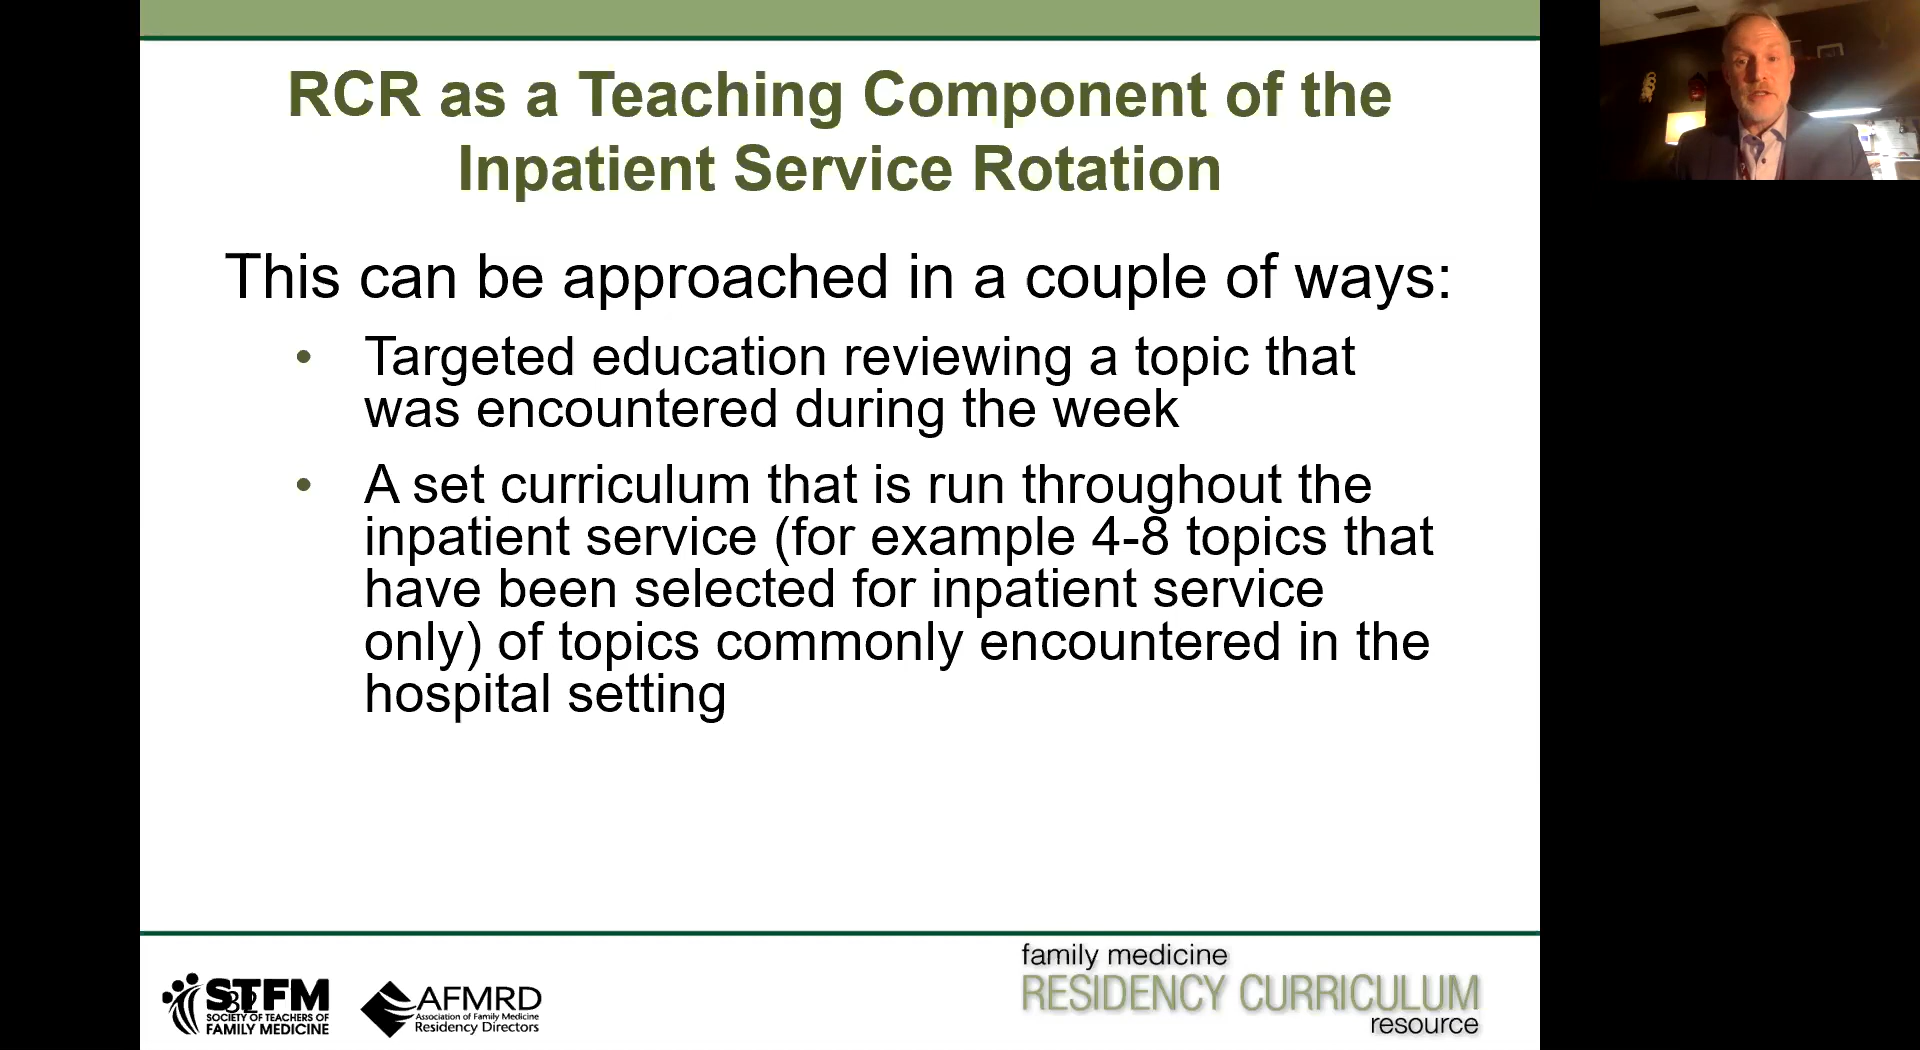 RCR as a Teaching Component of the
Inpatient Service Rotation
This can be approached in a couple of ways:
• Targeted education reviewing a topic that
was encountered during the week
• A set curriculum that is run throughout the
inpatient service (for example 4-8 topics that
have been selected for inpatient service
only) of topics commonly encountered in the
hospital setting
STFM
32
SOCIETY OF TEACHERS OF
FAMILY MEDICINE
AFMRD
Association of Family Medicine
Residency Directors
family medicine
RESIDENCY CURRICULUM
resource